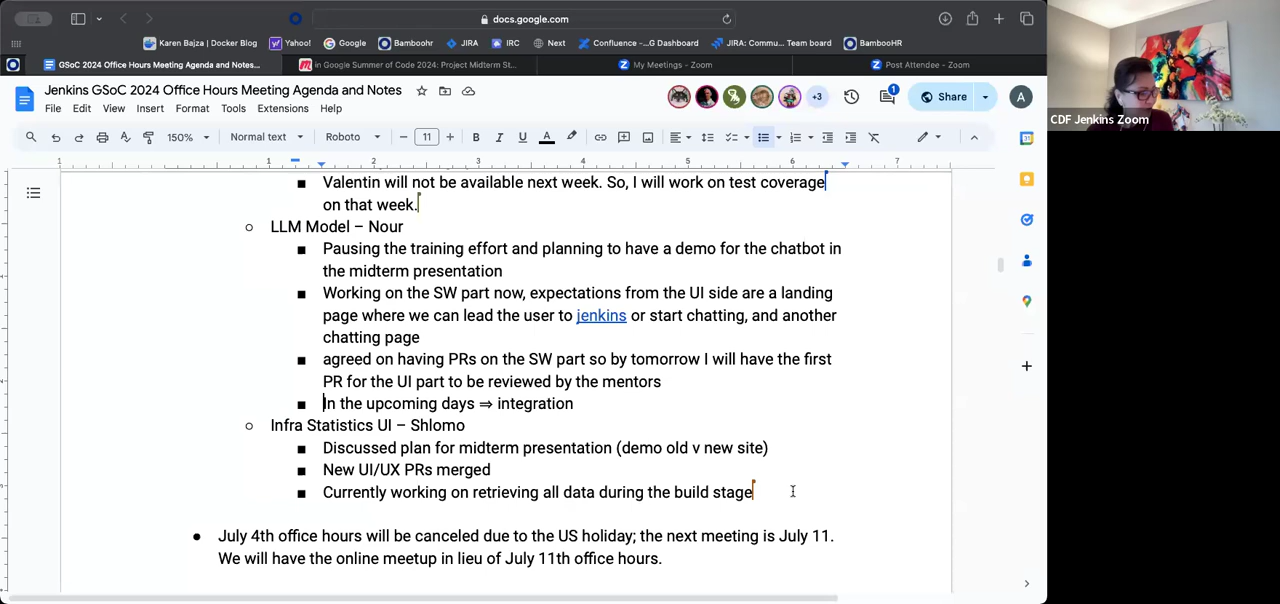 docs.google.com
Karen Bajza | Docker Blog
Yahoo!
Google
Bamboohr
JIRA
IRC
Next
Confluence ...G Dashboard
JIRA: Commu... Team board
BambooHR
GSoC 2024 Office Hours Meeting Agenda and Notes...
in Google Summer of Code 2024: Project Midterm St...
My Meetings - Zoom
Post Attendee - Zoom
CDF Jenkins Zoom
Jenkins GSoC 2024 Office Hours Meeting Agenda and Notes
File Edit View Insert Format Tools Extensions Help
+3
1
Share
A
150% Normal text Roboto − 11 + B I U A
1 1 2 3 4 5 6 7
Valentin will not be available next week. So, I will work on test coverage
on that week.
LLM Model – Nour
Pausing the training effort and planning to have a demo for the chatbot in
the midterm presentation
Working on the SW part now, expectations from the UI side are a landing
page where we can lead the user to jenkins or start chatting, and another
chatting page
agreed on having PRs on the SW part so by tomorrow I will have the first
PR for the UI part to be reviewed by the mentors
In the upcoming days ⇒ integration
Infra Statistics UI – Shlomo
Discussed plan for midterm presentation (demo old v new site)
New UI/UX PRs merged
Currently working on retrieving all data during the build stage
July 4th office hours will be canceled due to the US holiday; the next meeting is July 11.
We will have the online meetup in lieu of July 11th office hours.